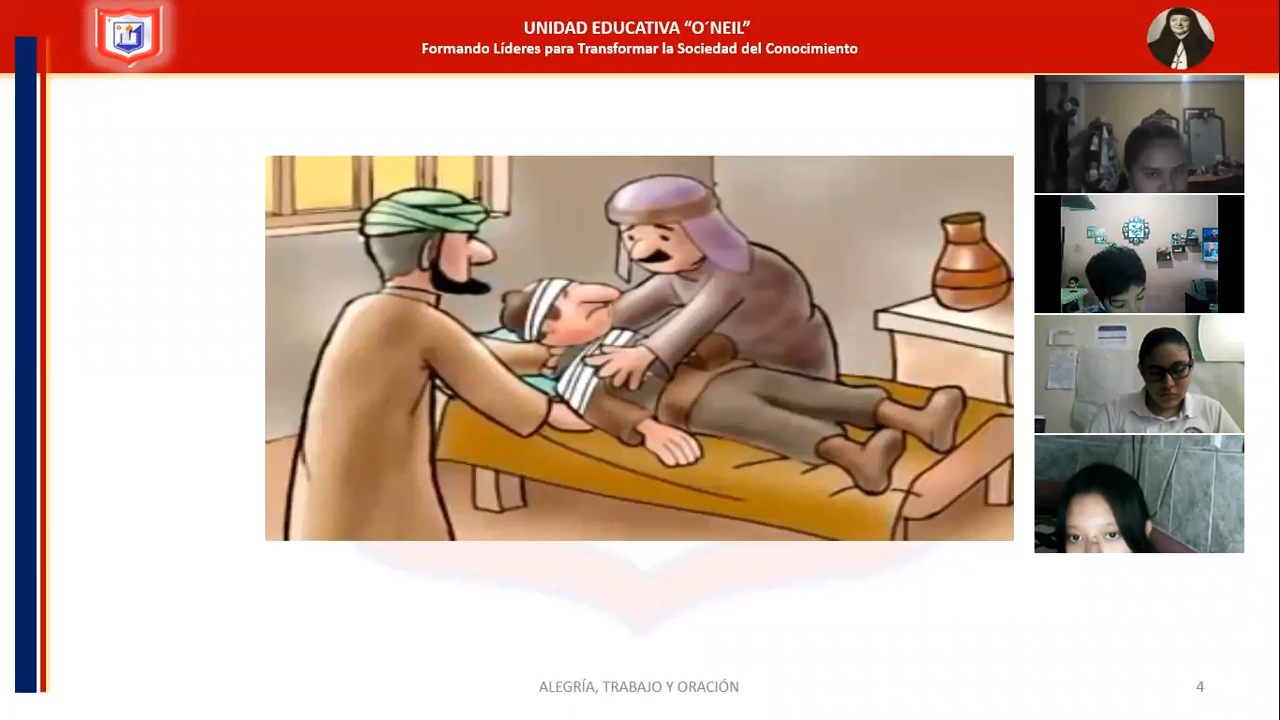 UNIDAD EDUCATIVA “O´NEIL”
Formando Líderes para Transformar la Sociedad del Conocimiento
ALEGRÍA, TRABAJO Y ORACIÓN
4